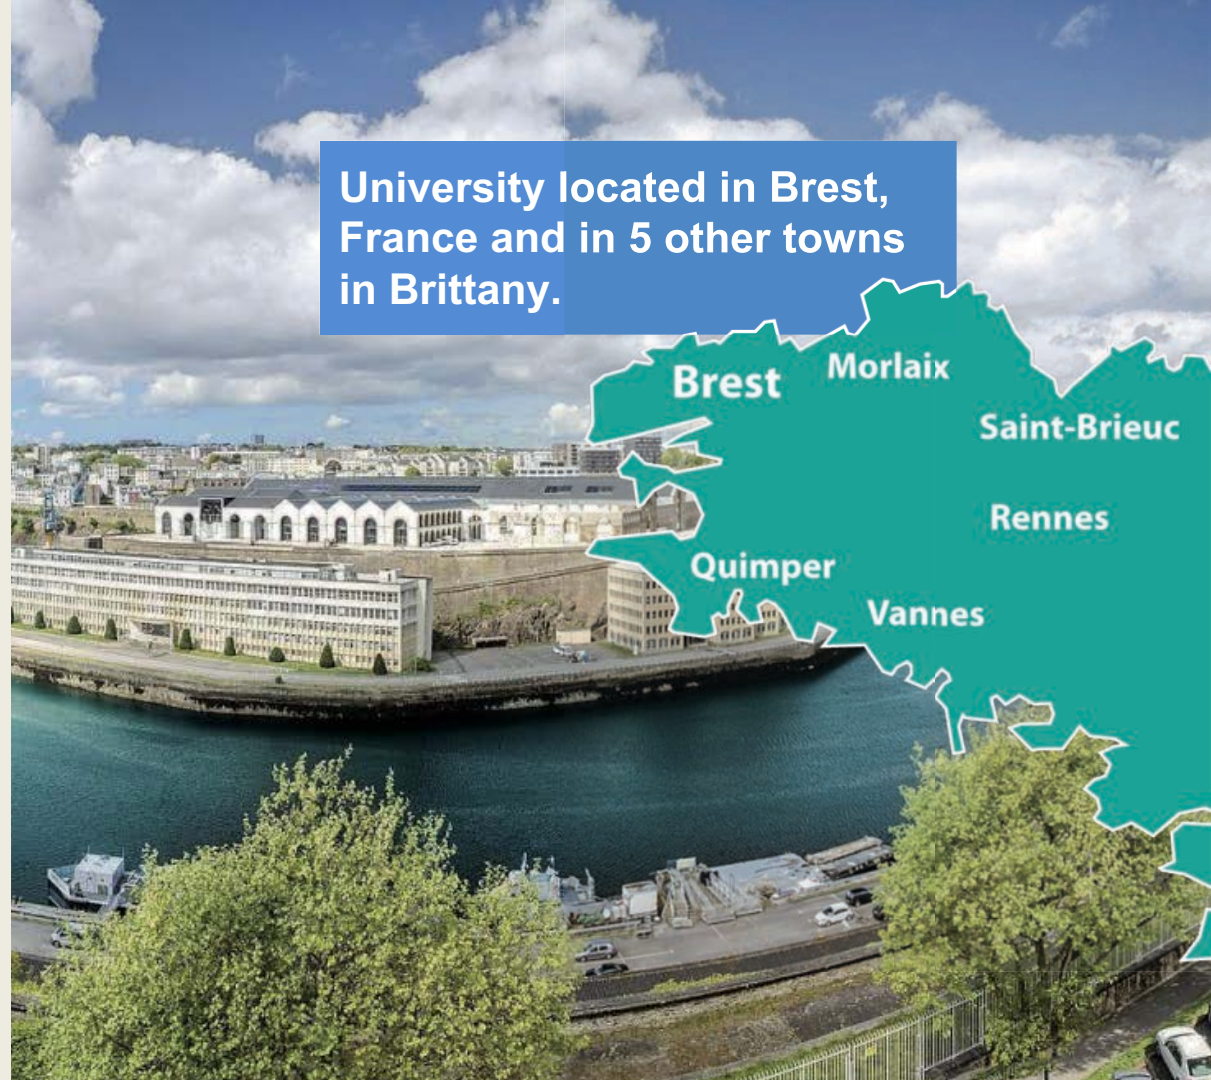 University located in Brest,
France and in 5 other towns
in Brittany.
Brest
Morlaix
Saint-Brieuc
Rennes
Quimper
Vannes